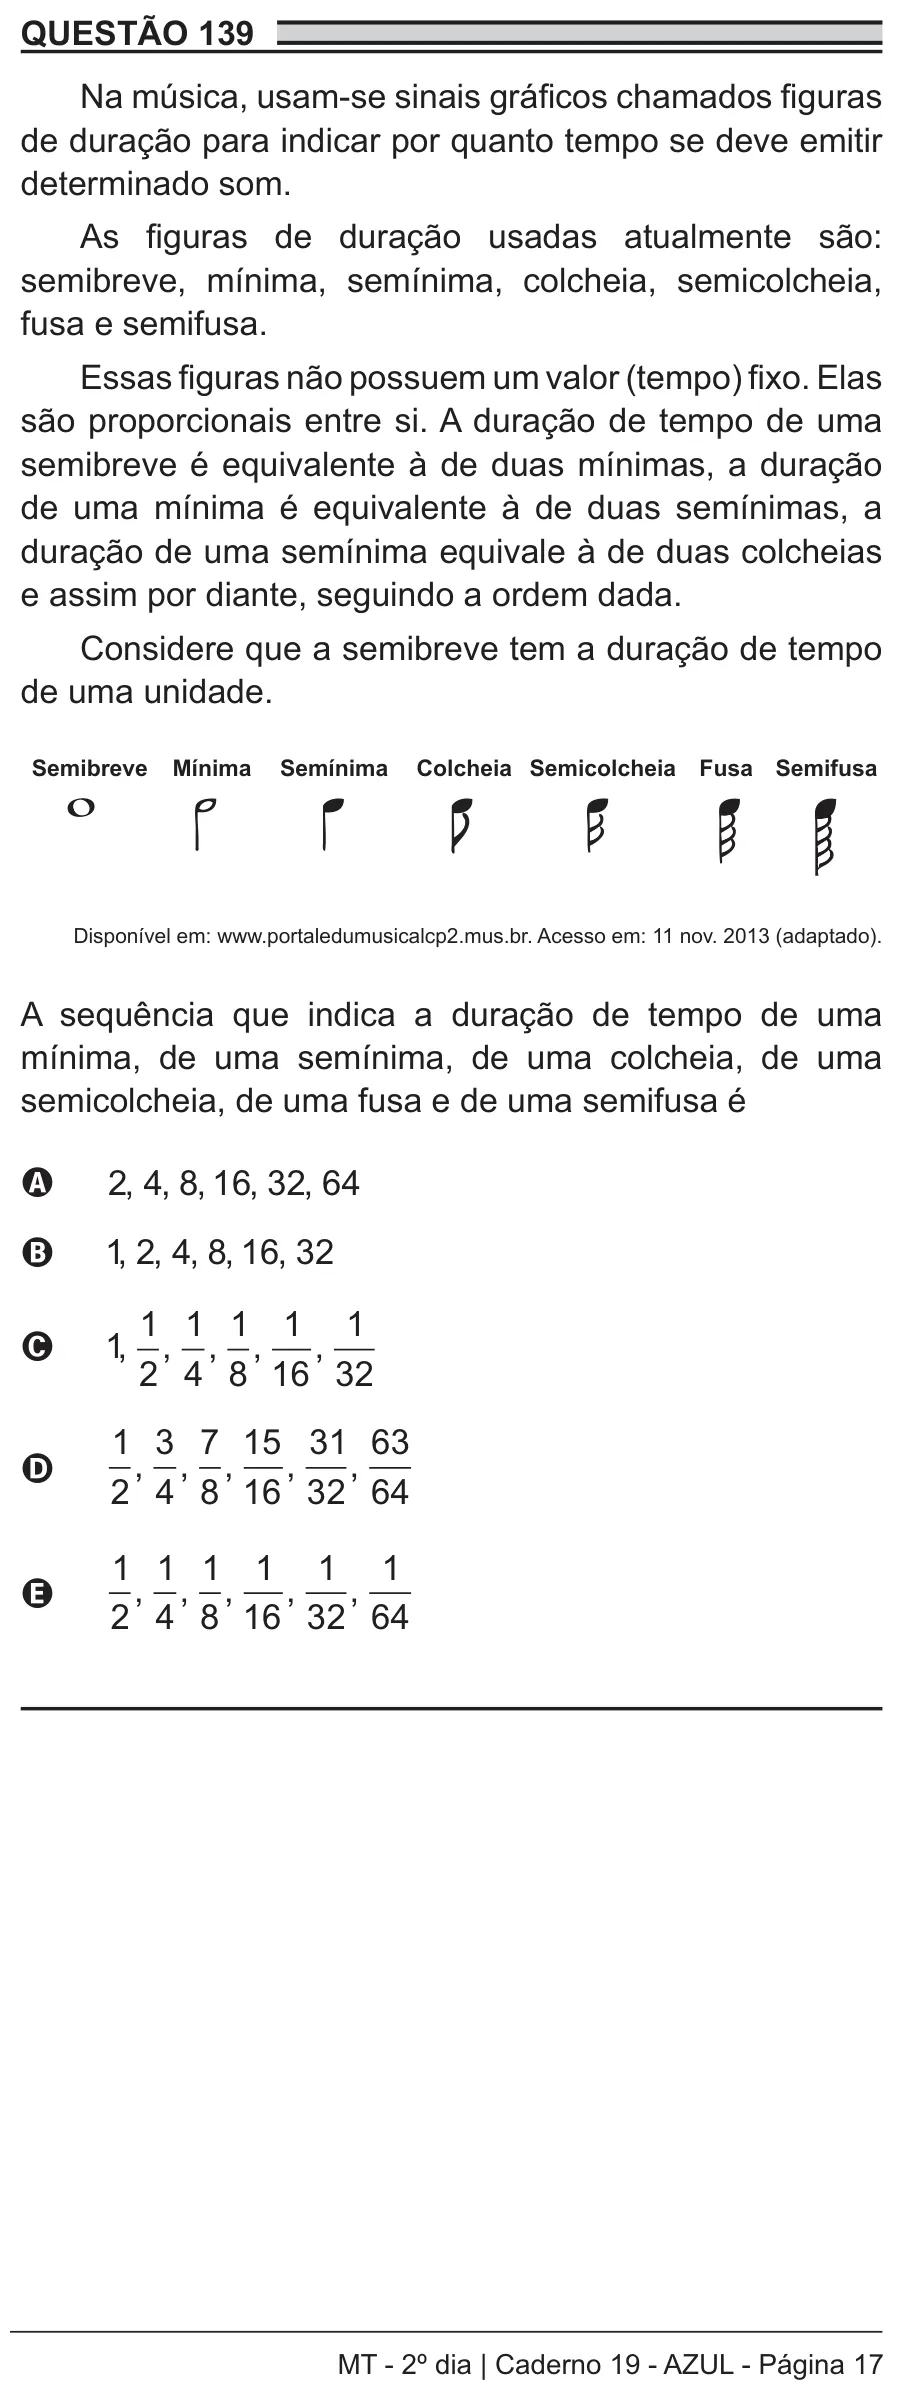 QUESTÃO 139
Na música, usam-se sinais gráficos chamados figuras
de duração para indicar por quanto tempo se deve emitir
determinado som.
As figuras de duração usadas atualmente são:
semibreve, mínima, semínima, colcheia, semicolcheia,
fusa e semifusa.
Essas figuras não possuem um valor (tempo) fixo. Elas
são proporcionais entre si. A duração de tempo de uma
semibreve é equivalente à de duas mínimas, a duração
de uma mínima é equivalente à de duas semínimas, a
duração de uma semínima equivale à de duas colcheias
e assim por diante, seguindo a ordem dada.
Considere que a semibreve tem a duração de tempo
de uma unidade.
Semibreve Mínima Semínima Colcheia Semicolcheia Fusa Semifusa
Disponível em: www.portaledumusicalcp2.mus.br. Acesso em: 11 nov. 2013 (adaptado).
A sequência que indica a duração de tempo de uma
mínima, de uma semínima, de uma colcheia, de uma
semicolcheia, de uma fusa e de uma semifusa é
A 2, 4, 8, 16, 32, 64
B 1, 2, 4, 8, 16, 32
C 1, 1/2, 1/4, 1/8, 1/16, 1/32
D 1/2, 3/4, 7/8, 15/16, 31/32, 63/64
E 1/2, 1/4, 1/8, 1/16, 1/32, 1/64
MT - 2º dia | Caderno 19 - AZUL - Página 17